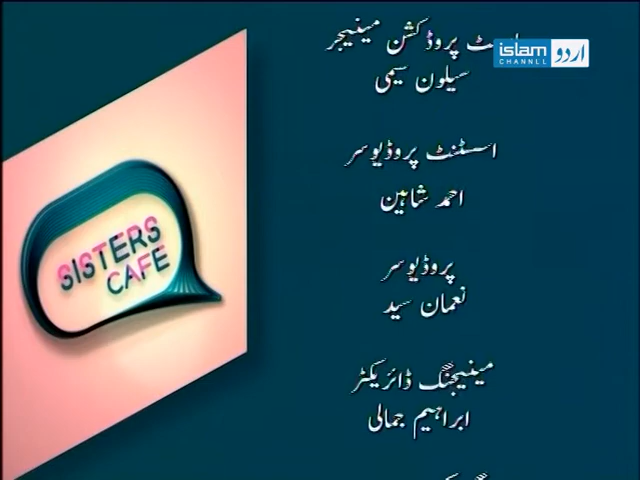 پروڈکشن مینیجر
سیلون سیمی
اسسٹنٹ پروڈیوسر
احمد شاہین
پروڈیوسر
نعمان سید
مینیجنگ ڈائریکٹر
ابراہیم جمالی
SISTERS
CAFE
islam
CHANNEL
اردو